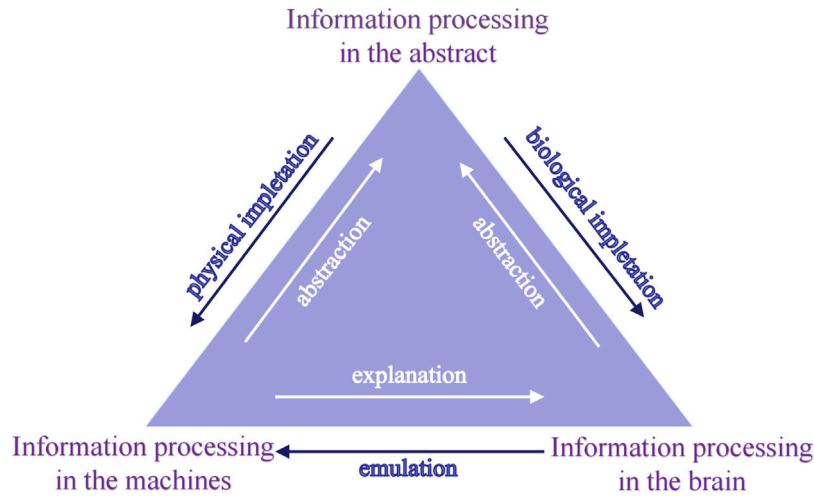 Information processing
in the abstract
physical impletation
biological impletation
abstraction
abstraction
explanation
Information processing
in the machines
emulation
Information processing
in the brain